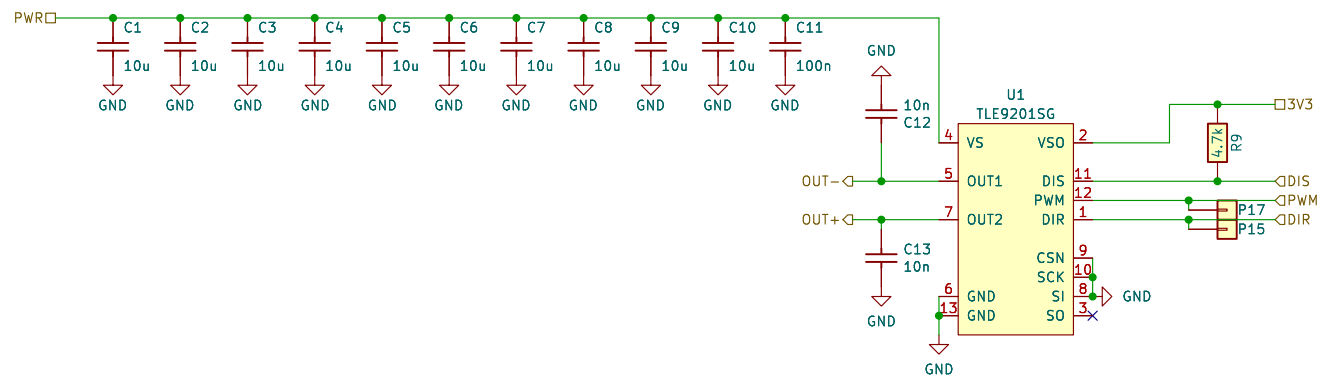 PWR
C1 C2 C3 C4 C5 C6 C7 C8 C9 C10 C11
10u 10u 10u 10u 10u 10u 10u 10u 10u 10u 100n
GND GND GND GND GND GND GND GND GND GND GND
GND
10n
C12
U1
TLE9201SG
4 VS VSO 2
3V3
4.7k
R9
OUT- 5 OUT1 DIS 11 DIS
PWM 12 PWM
P17
OUT+ 7 OUT2 DIR 1 DIR
P15
C13
10n
CSN 9
SCK 10
6 GND SI 8 GND
13 GND SO 3
GND
GND